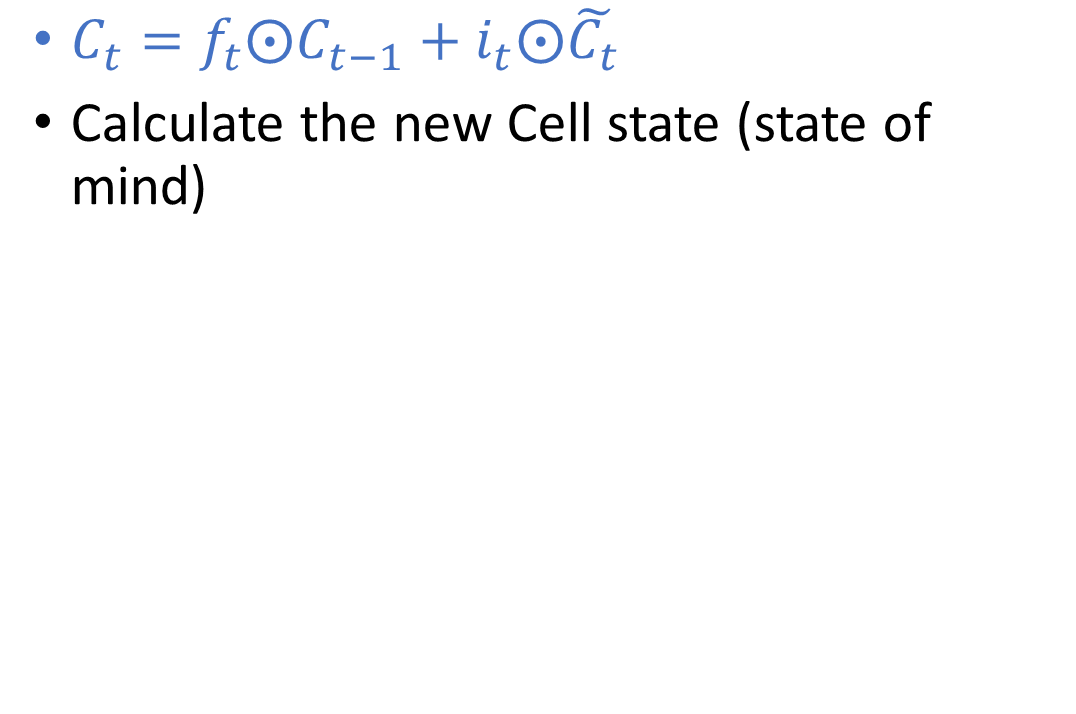 • C_t = f_t⊙C_{t−1} + i_t⊙C̃_t
• Calculate the new Cell state (state of
mind)